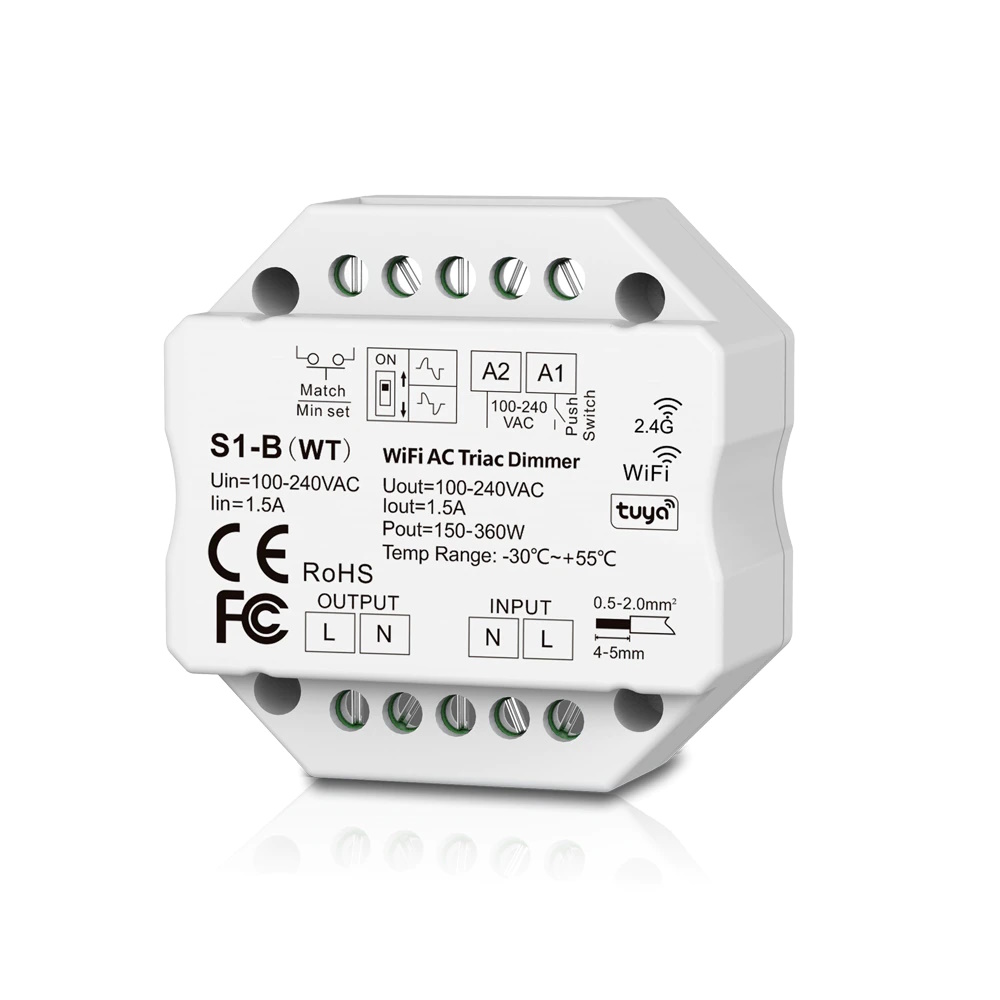 ON
A2 A1
Match
Min set
100-240
VAC
Push
Switch
2.4G
S1-B (WT)
WiFi AC Triac Dimmer
WiFi
Uin=100-240VAC
Iin=1.5A
Uout=100-240VAC
Iout=1.5A
Pout=150-360W
Temp Range: -30℃~+55℃
tuya
CE
RoHS
FC
OUTPUT
L N
INPUT
N L
0.5-2.0mm²
4-5mm